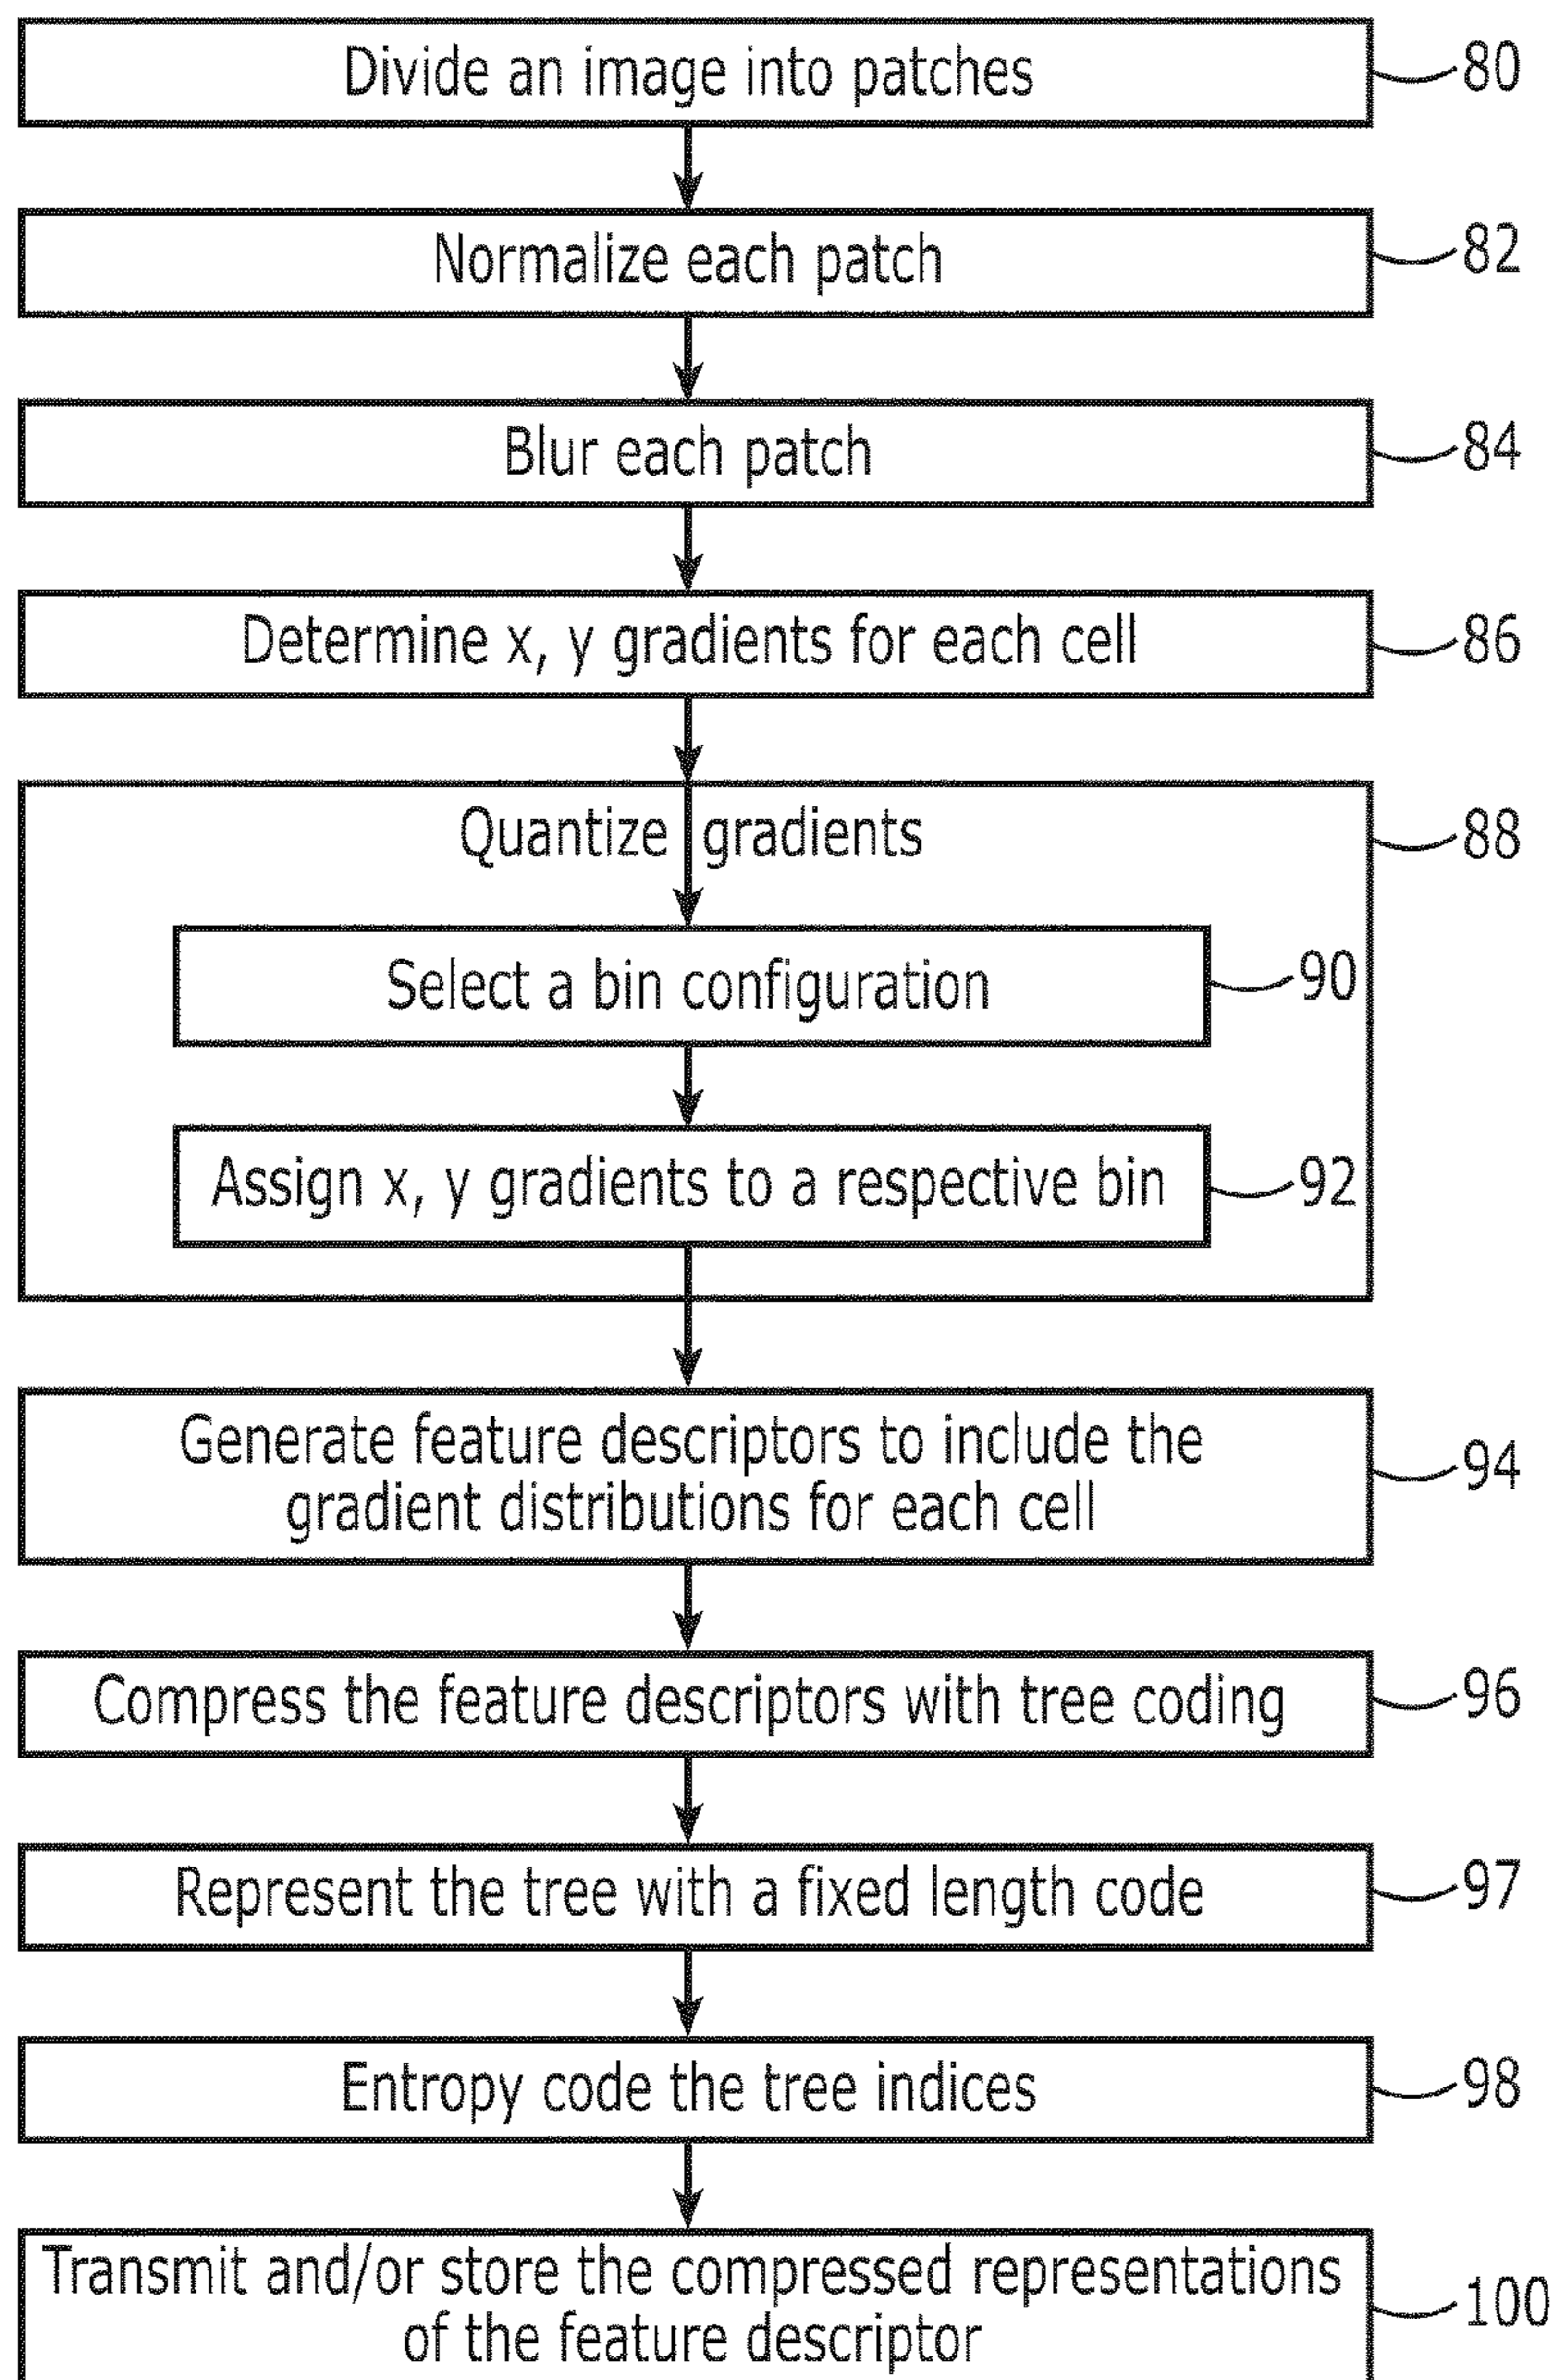 Divide an image into patches
80
Normalize each patch
82
Blur each patch
84
Determine x, y gradients for each cell
86
Quantize gradients
88
Select a bin configuration
90
Assign x, y gradients to a respective bin
92
Generate feature descriptors to include the
gradient distributions for each cell
94
Compress the feature descriptors with tree coding
96
Represent the tree with a fixed length code
97
Entropy code the tree indices
98
Transmit and/or store the compressed representations
of the feature descriptor
100